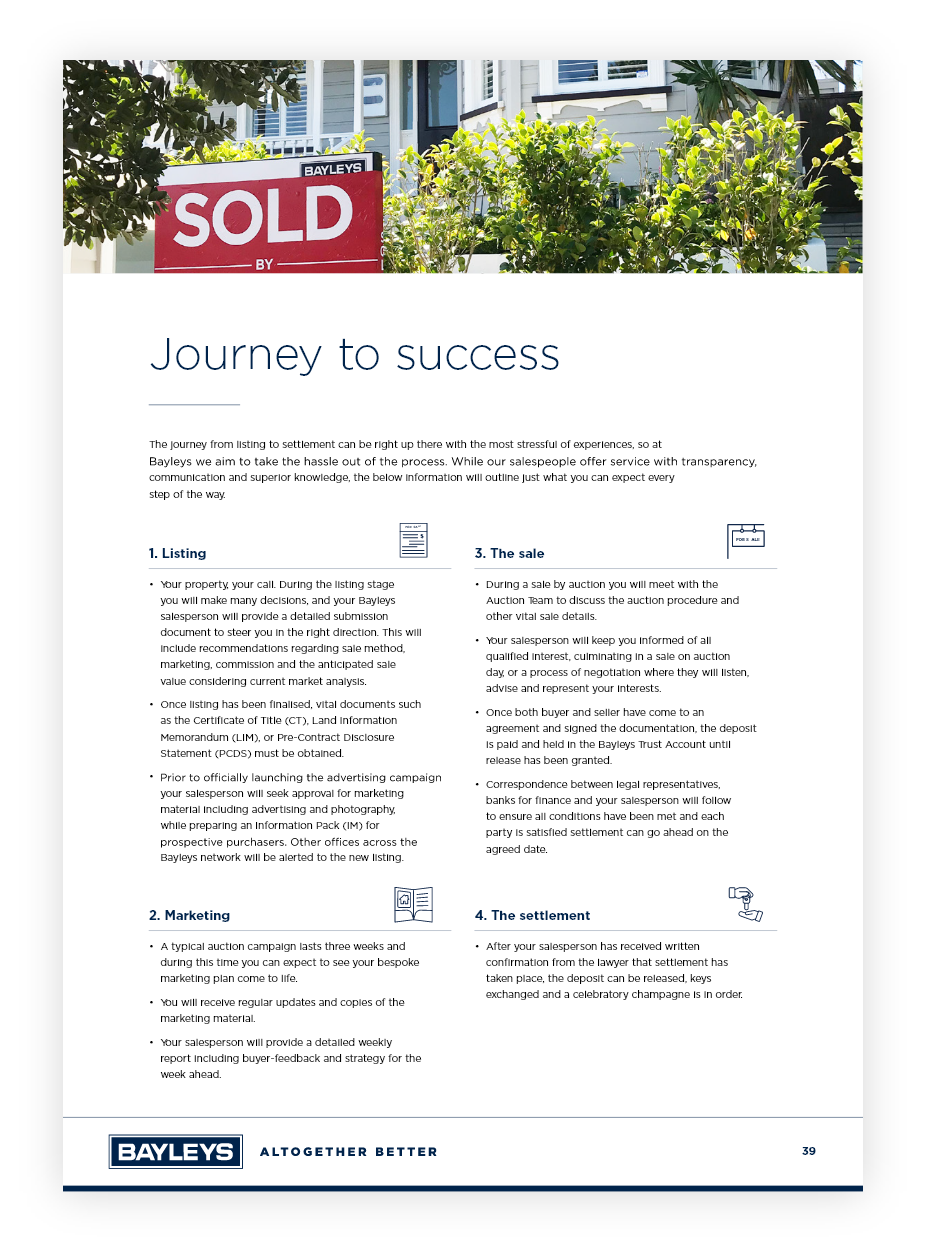 BAYLEYS
SOLD
BY
Journey to success
The journey from listing to settlement can be right up there with the most stressful of experiences, so at
Bayleys we aim to take the hassle out of the process. While our salespeople offer service with transparency,
communication and superior knowledge, the below information will outline just what you can expect every
step of the way.
1. Listing
• Your property, your call. During the listing stage
you will make many decisions, and your Bayleys
salesperson will provide a detailed submission
document to steer you in the right direction. This will
include recommendations regarding sale method,
marketing, commission and the anticipated sale
value considering current market analysis.
• Once listing has been finalised, vital documents such
as the Certificate of Title (CT), Land Information
Memorandum (LIM), or Pre-Contract Disclosure
Statement (PCDS) must be obtained.
• Prior to officially launching the advertising campaign
your salesperson will seek approval for marketing
material including advertising and photography,
while preparing an Information Pack (IM) for
prospective purchasers. Other offices across the
Bayleys network will be alerted to the new listing.
2. Marketing
• A typical auction campaign lasts three weeks and
during this time you can expect to see your bespoke
marketing plan come to life.
• You will receive regular updates and copies of the
marketing material.
• Your salesperson will provide a detailed weekly
report including buyer-feedback and strategy for the
week ahead.
FOR SALE
3. The sale
• During a sale by auction you will meet with the
Auction Team to discuss the auction procedure and
other vital sale details.
• Your salesperson will keep you informed of all
qualified interest, culminating in a sale on auction
day, or a process of negotiation where they will listen,
advise and represent your interests.
• Once both buyer and seller have come to an
agreement and signed the documentation, the deposit
is paid and held in the Bayleys Trust Account until
release has been granted.
• Correspondence between legal representatives,
banks for finance and your salesperson will follow
to ensure all conditions have been met and each
party is satisfied settlement can go ahead on the
agreed date.
4. The settlement
• After your salesperson has received written
confirmation from the lawyer that settlement has
taken place, the deposit can be released, keys
exchanged and a celebratory champagne is in order.
BAYLEYS
ALTOGETHER BETTER
39